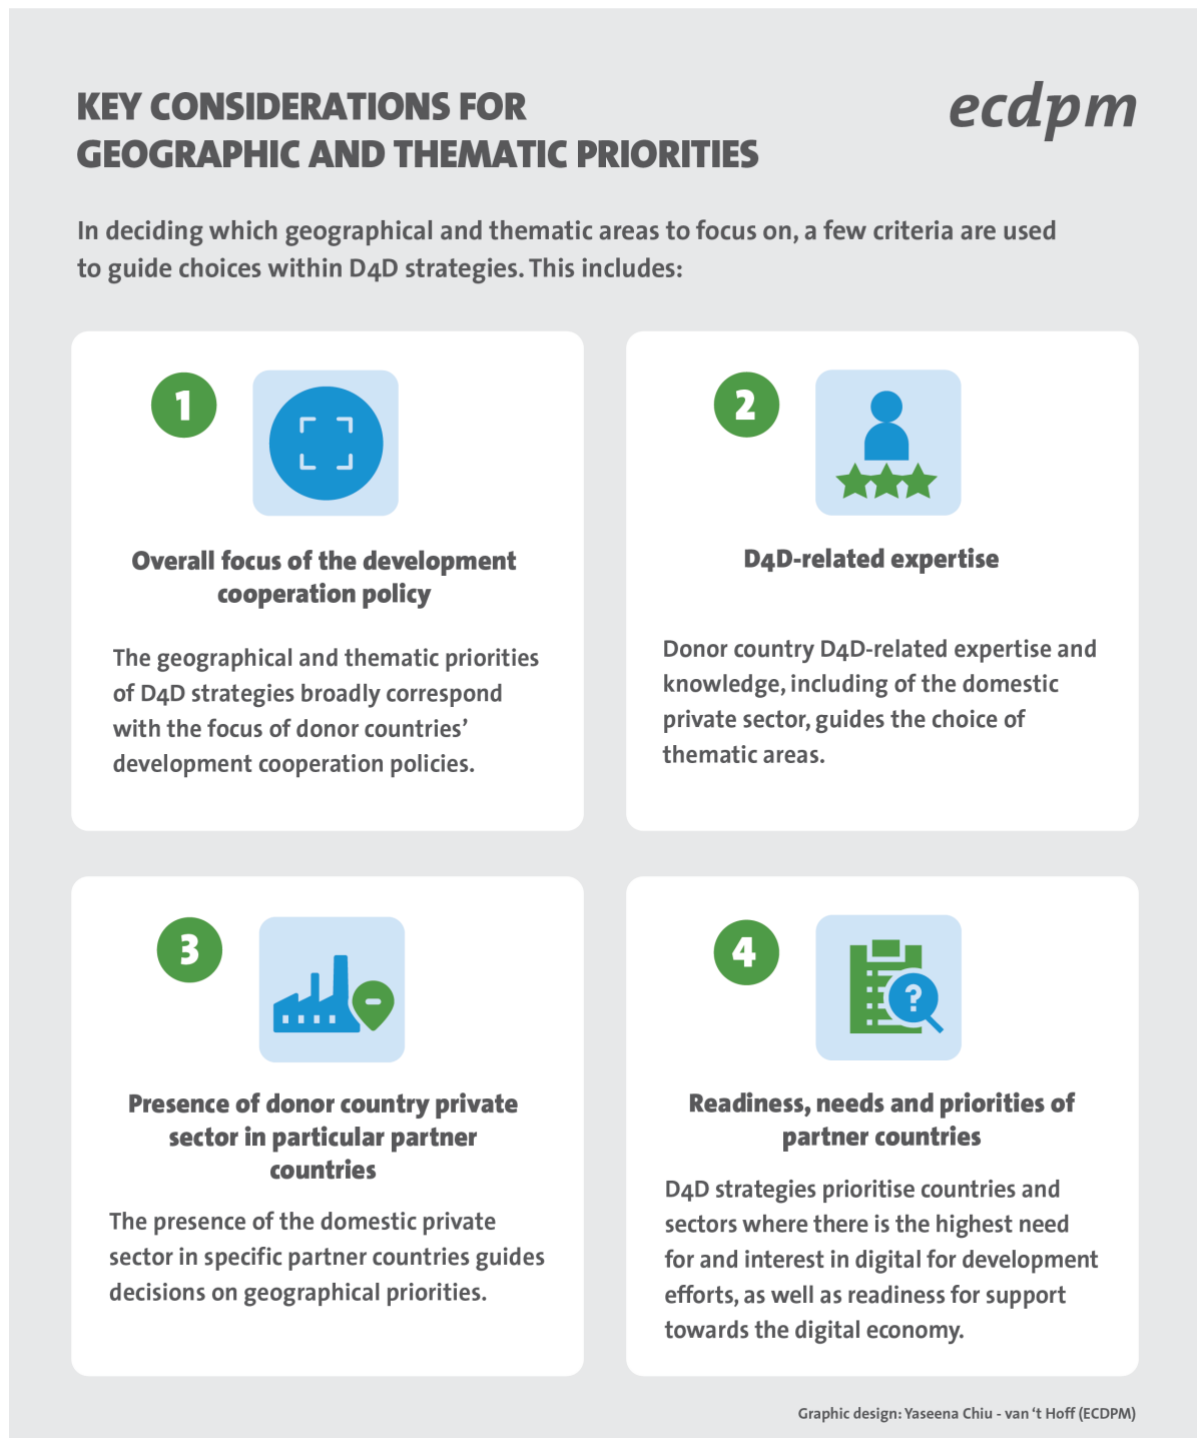 KEY CONSIDERATIONS FOR
GEOGRAPHIC AND THEMATIC PRIORITIES
ecdpm
In deciding which geographical and thematic areas to focus on, a few criteria are used
to guide choices within D4D strategies. This includes:
1
Overall focus of the development
cooperation policy
The geographical and thematic priorities
of D4D strategies broadly correspond
with the focus of donor countries’
development cooperation policies.
2
D4D-related expertise
Donor country D4D-related expertise and
knowledge, including of the domestic
private sector, guides the choice of
thematic areas.
3
Presence of donor country private
sector in particular partner
countries
The presence of the domestic private
sector in specific partner countries guides
decisions on geographical priorities.
4
?
Readiness, needs and priorities of
partner countries
D4D strategies prioritise countries and
sectors where there is the highest need
for and interest in digital for development
efforts, as well as readiness for support
towards the digital economy.
Graphic design: Yaseena Chiu - van ‘t Hoff (ECDPM)